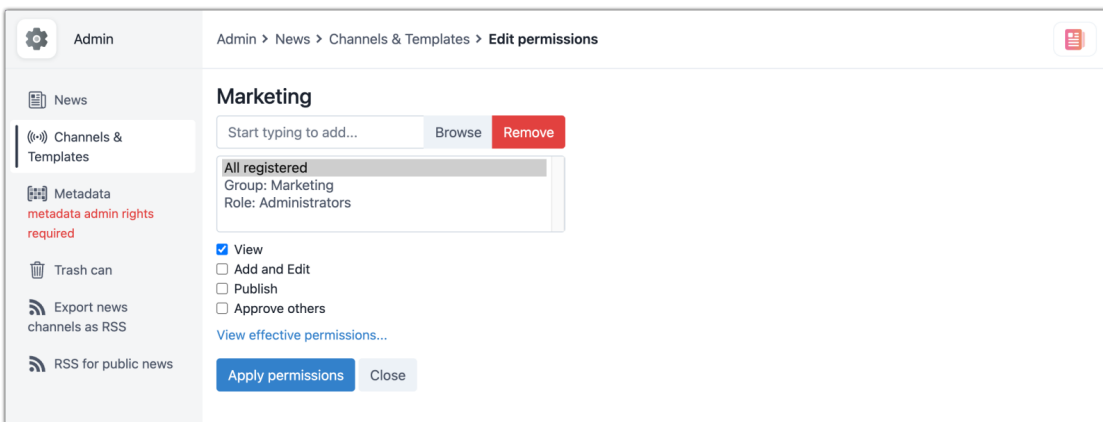 Admin
Admin > News > Channels & Templates > Edit permissions
News
Channels &
Templates
Metadata
metadata admin rights
required
Trash can
Export news
channels as RSS
RSS for public news
Marketing
Start typing to add... Browse Remove
All registered
Group: Marketing
Role: Administrators
View
Add and Edit
Publish
Approve others
View effective permissions...
Apply permissions Close